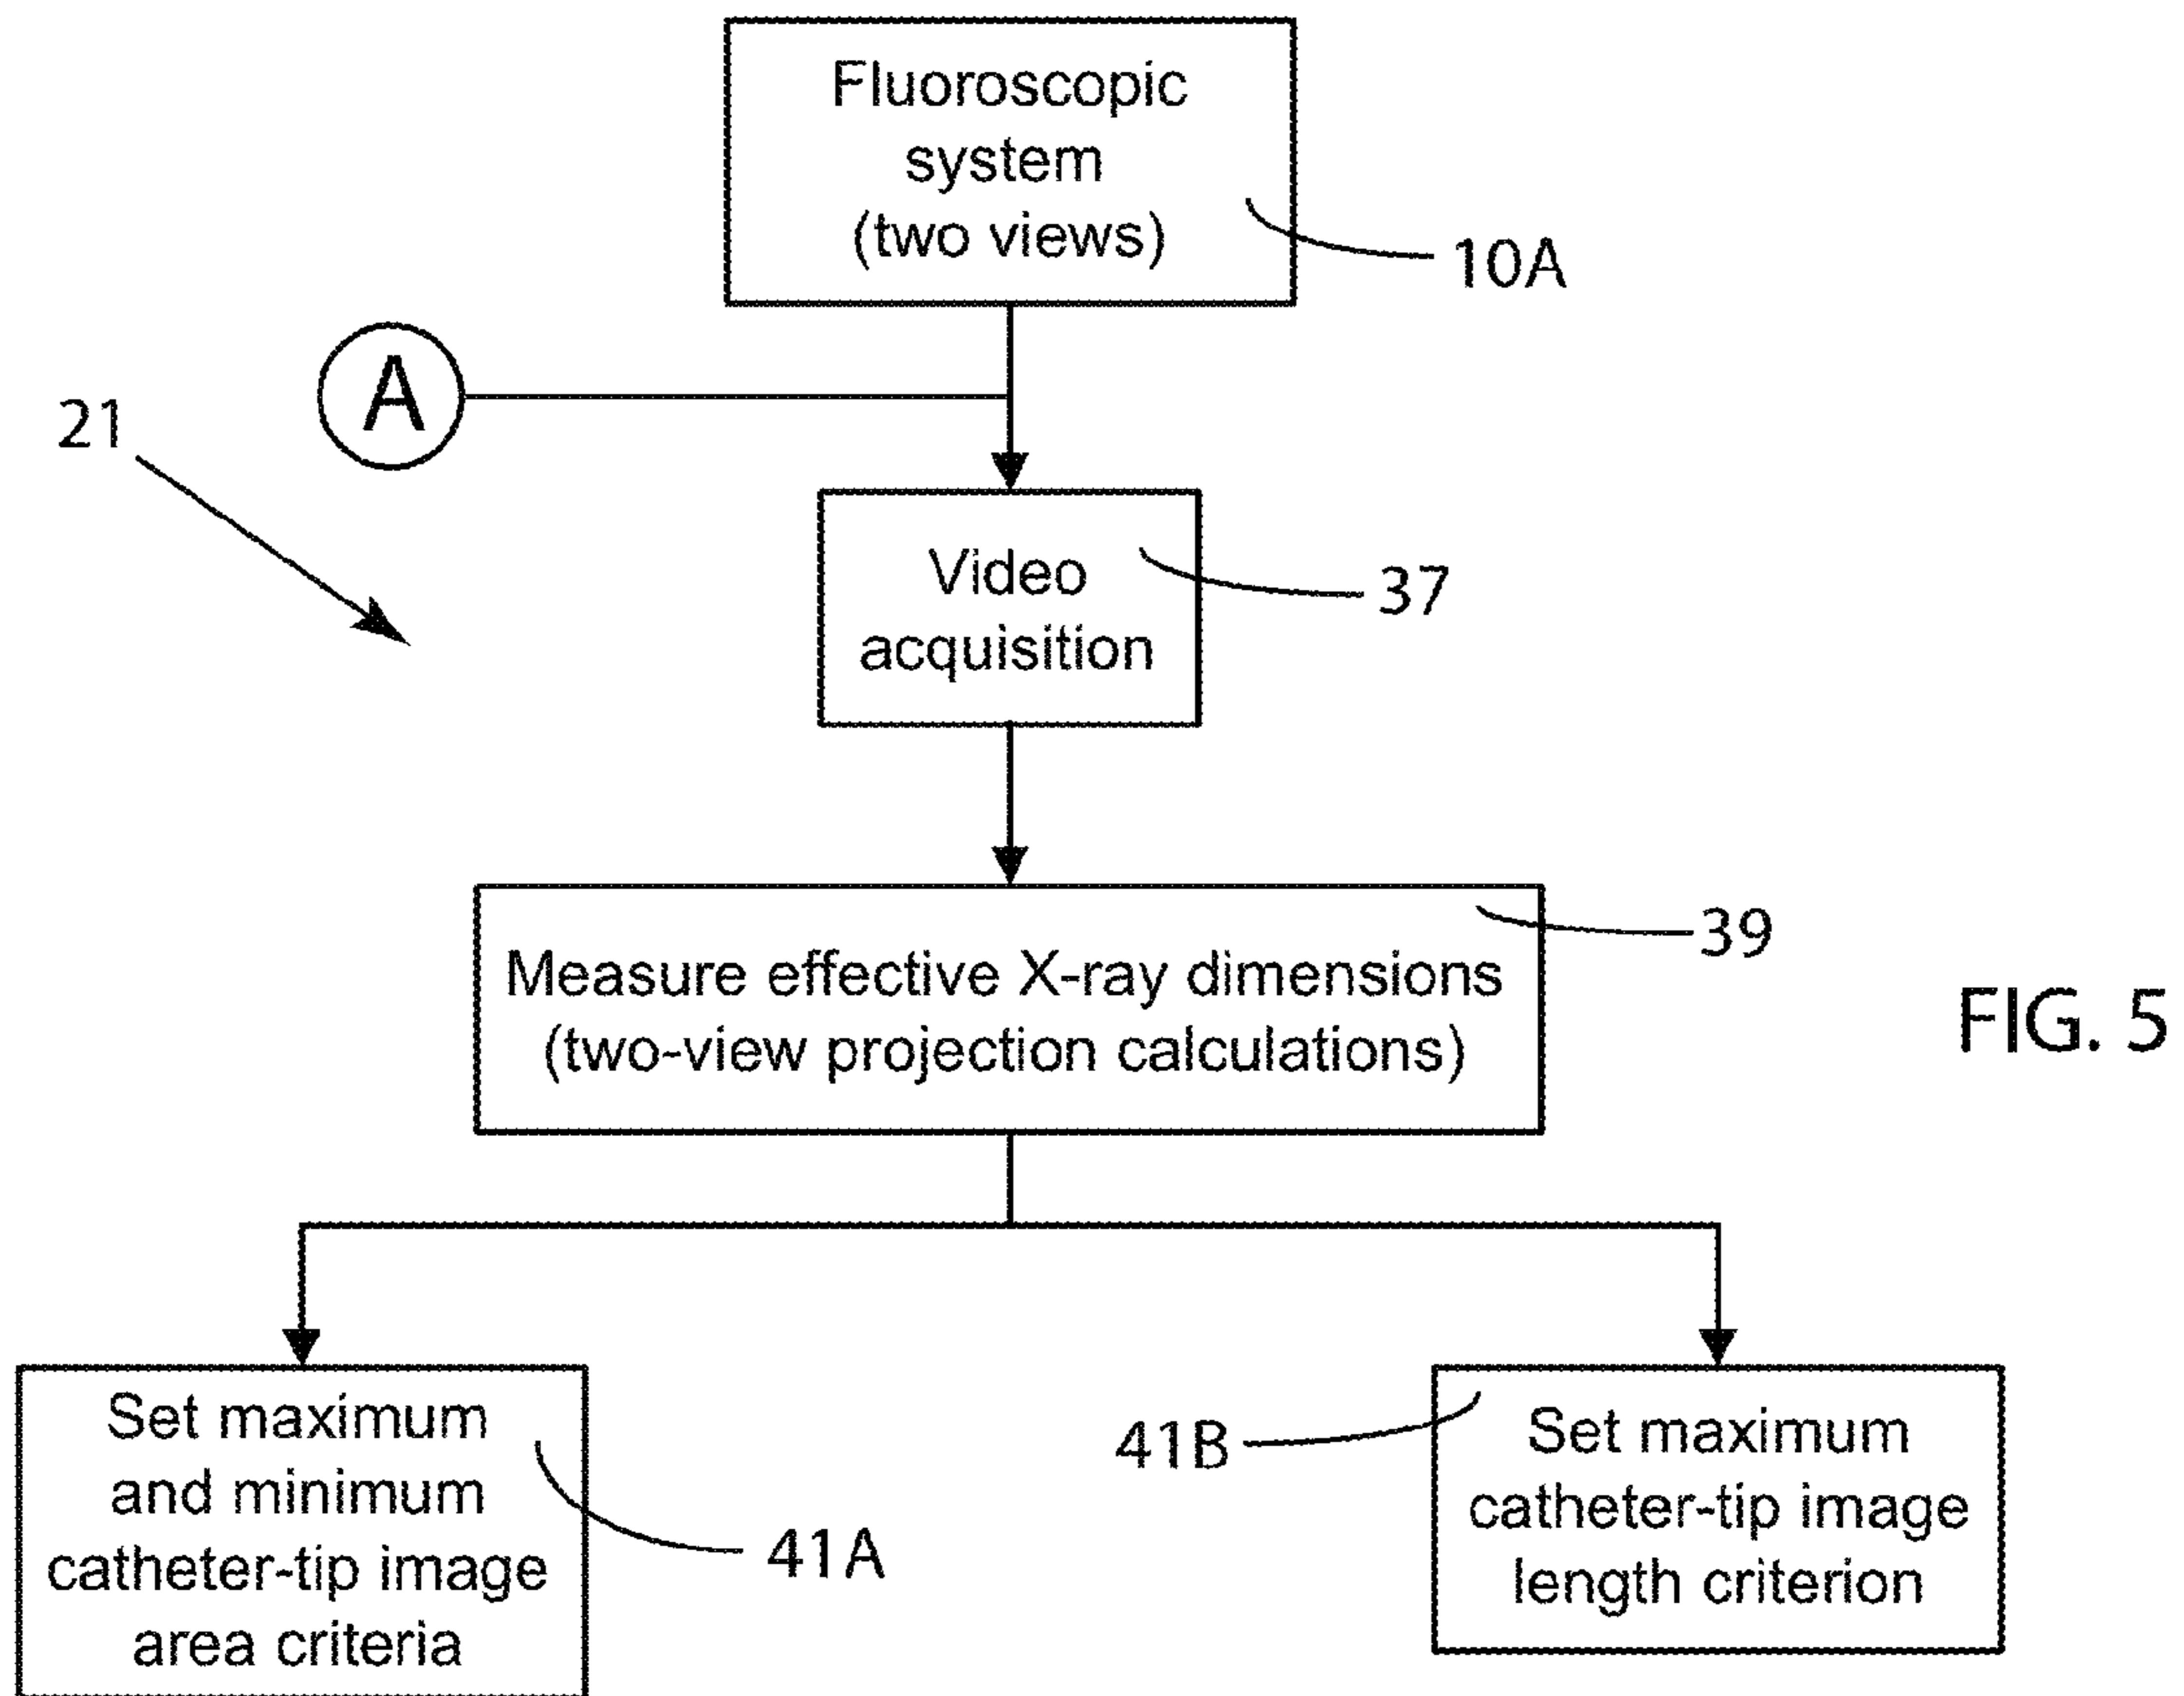 Fluoroscopic
system
(two views)
10A
A
21
Video
acquisition
37
Measure effective X-ray dimensions
(two-view projection calculations)
39
FIG. 5
Set maximum
and minimum
catheter-tip image
area criteria
41A
41B
Set maximum
catheter-tip image
length criterion